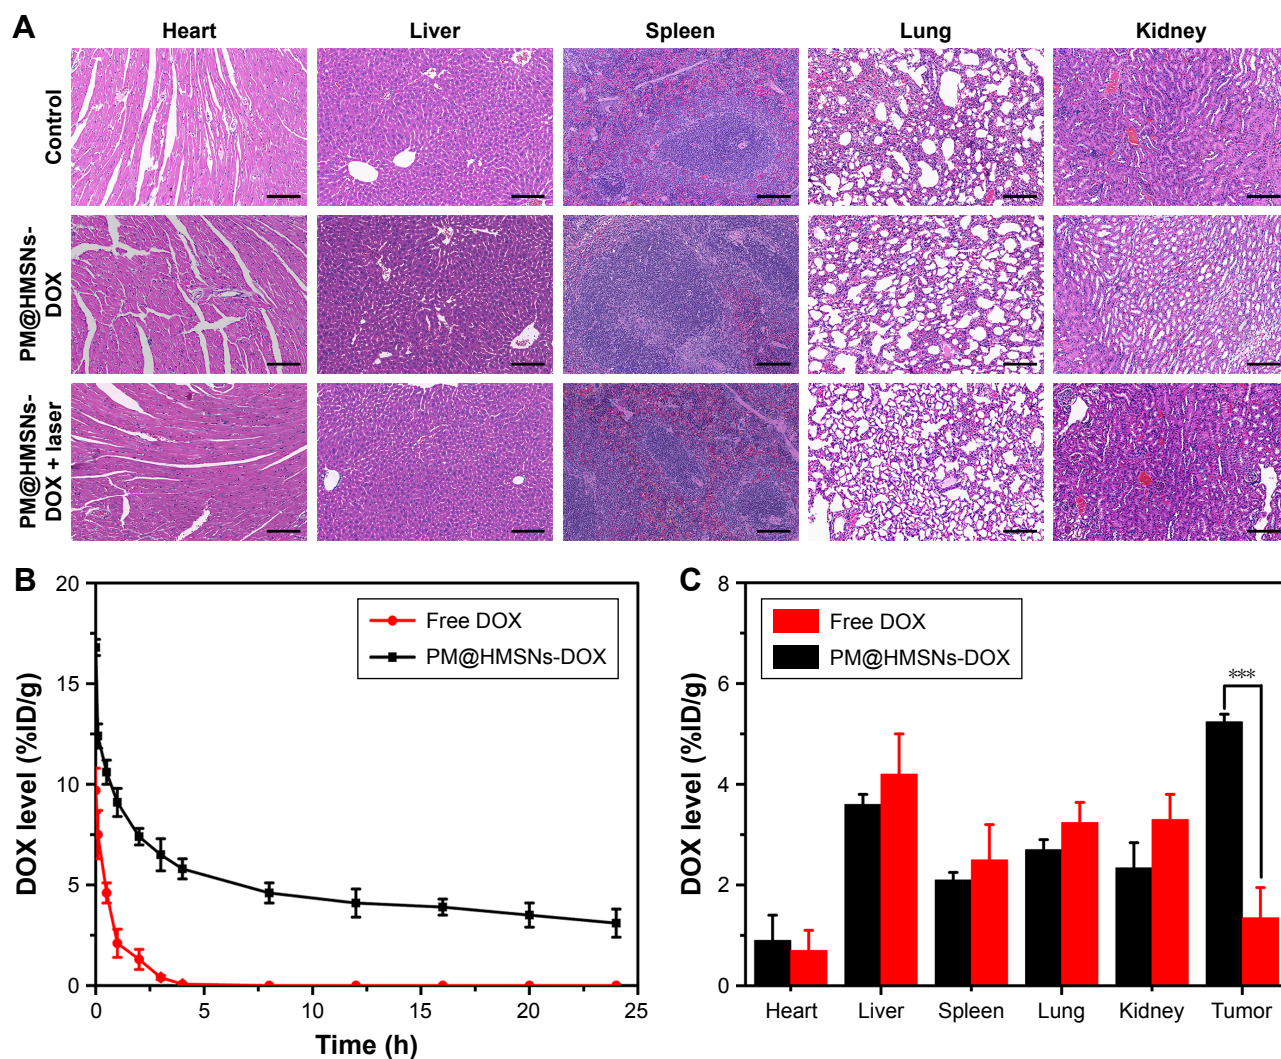 A
Heart Liver Spleen Lung Kidney
Control
PM@HMSNs-
DOX
PM@HMSNs-
DOX + laser
B
20
15
10
5
0
DOX level (%ID/g)
Free DOX
PM@HMSNs-DOX
0 5 10 15 20 25
Time (h)
C
8
6
4
2
0
DOX level (%ID/g)
Free DOX
PM@HMSNs-DOX
***
Heart Liver Spleen Lung Kidney Tumor